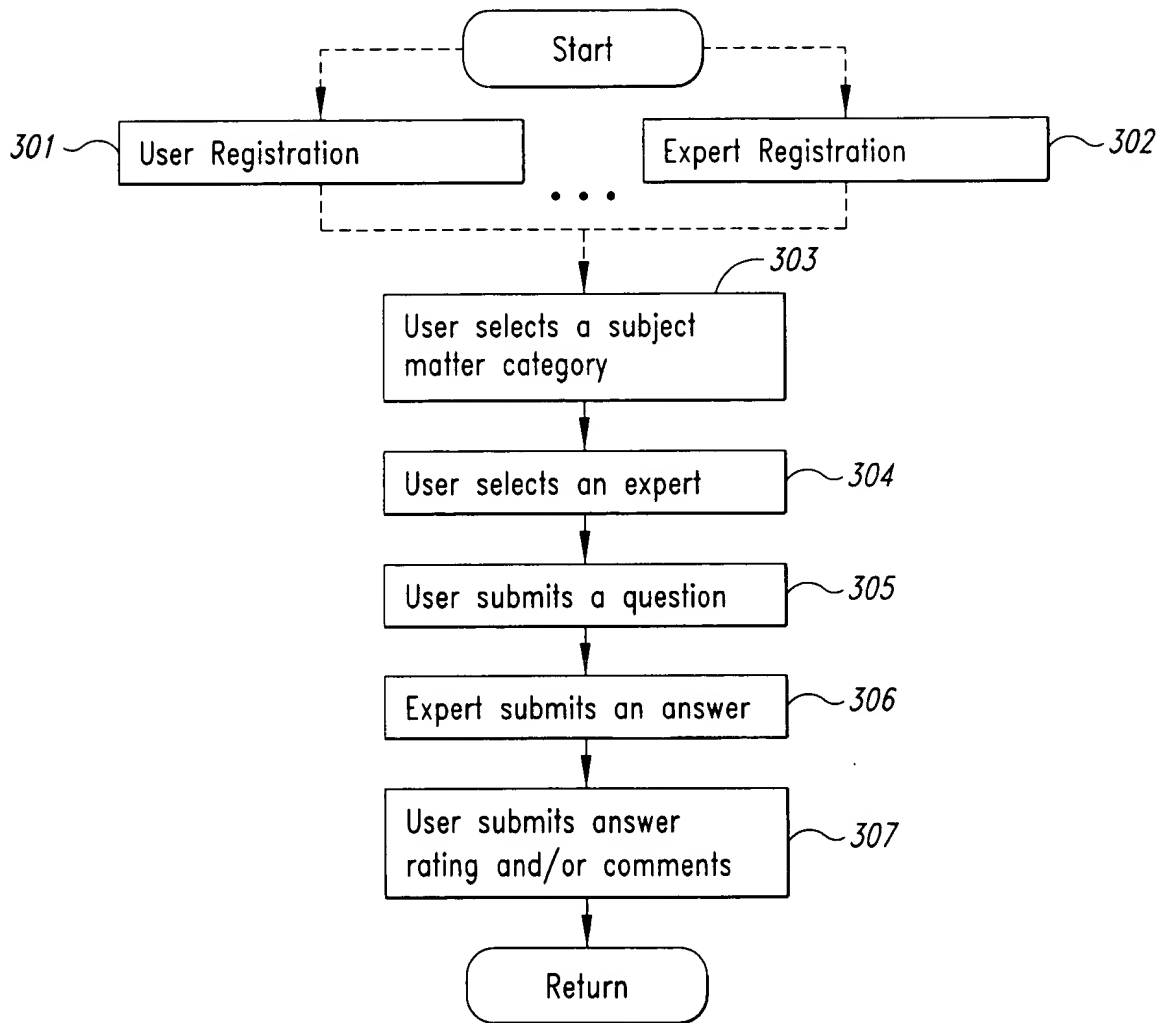 Start
301
User Registration
Expert Registration
302
• • •
303
User selects a subject
matter category
User selects an expert
304
User submits a question
305
Expert submits an answer
306
User submits answer
rating and/or comments
307
Return